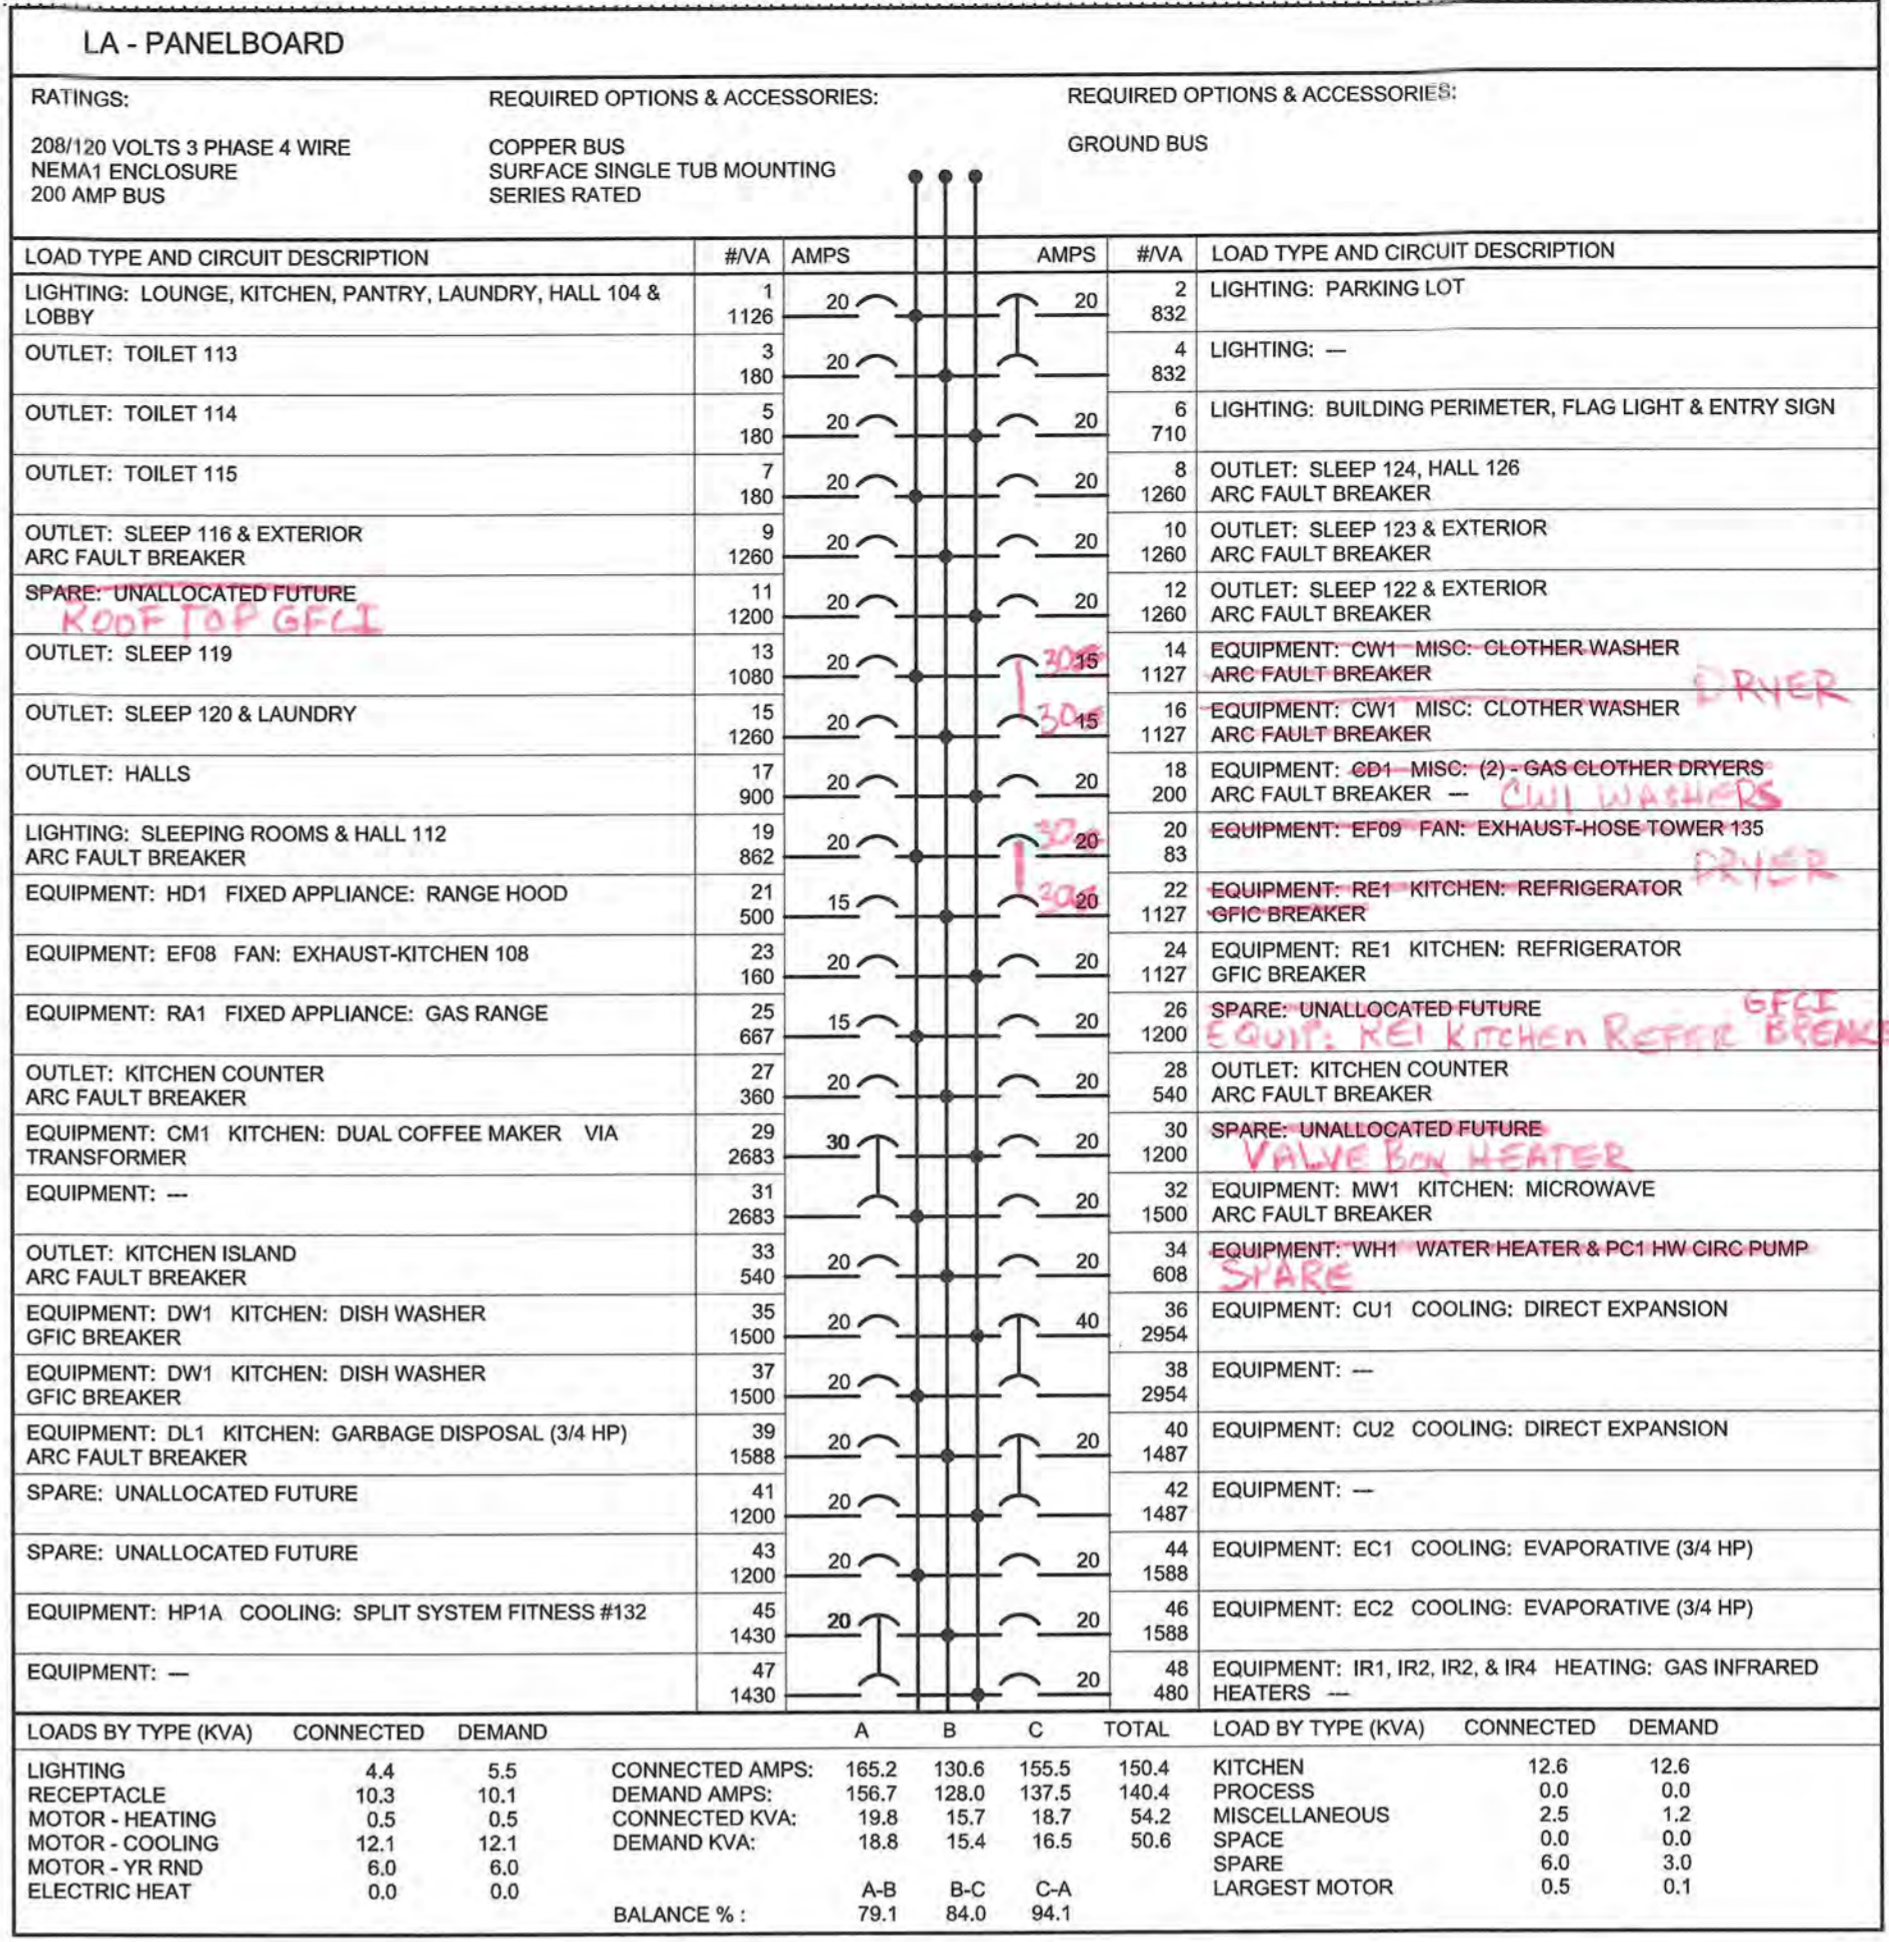 LA - PANELBOARD
RATINGS: REQUIRED OPTIONS & ACCESSORIES: REQUIRED OPTIONS & ACCESSORIES:
208/120 VOLTS 3 PHASE 4 WIRE COPPER BUS GROUND BUS
NEMA1 ENCLOSURE SURFACE SINGLE TUB MOUNTING
200 AMP BUS SERIES RATED
LOAD TYPE AND CIRCUIT DESCRIPTION #/VA AMPS AMPS #/VA LOAD TYPE AND CIRCUIT DESCRIPTION
LIGHTING: LOUNGE, KITCHEN, PANTRY, LAUNDRY, HALL 104 & 1 20 20 2 LIGHTING: PARKING LOT
LOBBY 1126 832
OUTLET: TOILET 113 3 20 4 LIGHTING: ---
180 832
OUTLET: TOILET 114 5 20 20 6 LIGHTING: BUILDING PERIMETER, FLAG LIGHT & ENTRY SIGN
180 710
OUTLET: TOILET 115 7 20 20 8 OUTLET: SLEEP 124, HALL 126
180 1260 ARC FAULT BREAKER
OUTLET: SLEEP 116 & EXTERIOR 9 20 20 10 OUTLET: SLEEP 123 & EXTERIOR
ARC FAULT BREAKER 1260 1260 ARC FAULT BREAKER
SPARE: UNALLOCATED FUTURE 11 20 20 12 OUTLET: SLEEP 122 & EXTERIOR
ROOF TOP GFCI 1200 1260 ARC FAULT BREAKER
OUTLET: SLEEP 119 13 20 30 15 14 EQUIPMENT: CW1 MISC: CLOTHER WASHER
1080 1127 ARC FAULT BREAKER DRYER
OUTLET: SLEEP 120 & LAUNDRY 15 20 30 15 16 EQUIPMENT: CW1 MISC: CLOTHER WASHER
1260 1127 ARC FAULT BREAKER
OUTLET: HALLS 17 20 20 18 EQUIPMENT: CD1 MISC: (2) - GAS CLOTHER DRYERS
900 200 ARC FAULT BREAKER --- CW1 WASHERS
LIGHTING: SLEEPING ROOMS & HALL 112 19 20 30 20 20 EQUIPMENT: EF09 FAN: EXHAUST-HOSE TOWER 135
ARC FAULT BREAKER 862 83 DRYER
EQUIPMENT: HD1 FIXED APPLIANCE: RANGE HOOD 21 15 30 20 22 EQUIPMENT: RE1 KITCHEN: REFRIGERATOR
500 1127 GFIC BREAKER
EQUIPMENT: EF08 FAN: EXHAUST-KITCHEN 108 23 20 20 24 EQUIPMENT: RE1 KITCHEN: REFRIGERATOR
160 1127 GFIC BREAKER
EQUIPMENT: RA1 FIXED APPLIANCE: GAS RANGE 25 15 20 26 SPARE: UNALLOCATED FUTURE GFCI
667 1200 EQUIP: RE1 KITCHEN REFER BREAKE
OUTLET: KITCHEN COUNTER 27 20 20 28 OUTLET: KITCHEN COUNTER
ARC FAULT BREAKER 360 540 ARC FAULT BREAKER
EQUIPMENT: CM1 KITCHEN: DUAL COFFEE MAKER VIA 29 30 20 30 SPARE: UNALLOCATED FUTURE
TRANSFORMER 2683 1200 VALVE BOX HEATER
EQUIPMENT: --- 31 20 32 EQUIPMENT: MW1 KITCHEN: MICROWAVE
2683 1500 ARC FAULT BREAKER
OUTLET: KITCHEN ISLAND 33 20 20 34 EQUIPMENT: WH1 WATER HEATER & PC1 HW CIRC PUMP
ARC FAULT BREAKER 540 608 SPARE
EQUIPMENT: DW1 KITCHEN: DISH WASHER 35 20 40 36 EQUIPMENT: CU1 COOLING: DIRECT EXPANSION
GFIC BREAKER 1500 2954
EQUIPMENT: DW1 KITCHEN: DISH WASHER 37 20 38 EQUIPMENT: ---
GFIC BREAKER 1500 2954
EQUIPMENT: DL1 KITCHEN: GARBAGE DISPOSAL (3/4 HP) 39 20 20 40 EQUIPMENT: CU2 COOLING: DIRECT EXPANSION
ARC FAULT BREAKER 1588 1487
SPARE: UNALLOCATED FUTURE 41 20 42 EQUIPMENT: ---
1200 1487
SPARE: UNALLOCATED FUTURE 43 20 20 44 EQUIPMENT: EC1 COOLING: EVAPORATIVE (3/4 HP)
1200 1588
EQUIPMENT: HP1A COOLING: SPLIT SYSTEM FITNESS #132 45 20 20 46 EQUIPMENT: EC2 COOLING: EVAPORATIVE (3/4 HP)
1430 1588
EQUIPMENT: --- 47 20 48 EQUIPMENT: IR1, IR2, IR2, & IR4 HEATING: GAS INFRARED
1430 480 HEATERS ---
LOADS BY TYPE (KVA) CONNECTED DEMAND A B C TOTAL LOAD BY TYPE (KVA) CONNECTED DEMAND
LIGHTING 4.4 5.5 CONNECTED AMPS: 165.2 130.6 155.5 150.4 KITCHEN 12.6 12.6
RECEPTACLE 10.3 10.1 DEMAND AMPS: 156.7 128.0 137.5 140.4 PROCESS 0.0 0.0
MOTOR - HEATING 0.5 0.5 CONNECTED KVA: 19.8 15.7 18.7 54.2 MISCELLANEOUS 2.5 1.2
MOTOR - COOLING 12.1 12.1 DEMAND KVA: 18.8 15.4 16.5 50.6 SPACE 0.0 0.0
MOTOR - YR RND 6.0 6.0 SPARE 6.0 3.0
ELECTRIC HEAT 0.0 0.0 A-B B-C C-A LARGEST MOTOR 0.5 0.1
BALANCE % : 79.1 84.0 94.1